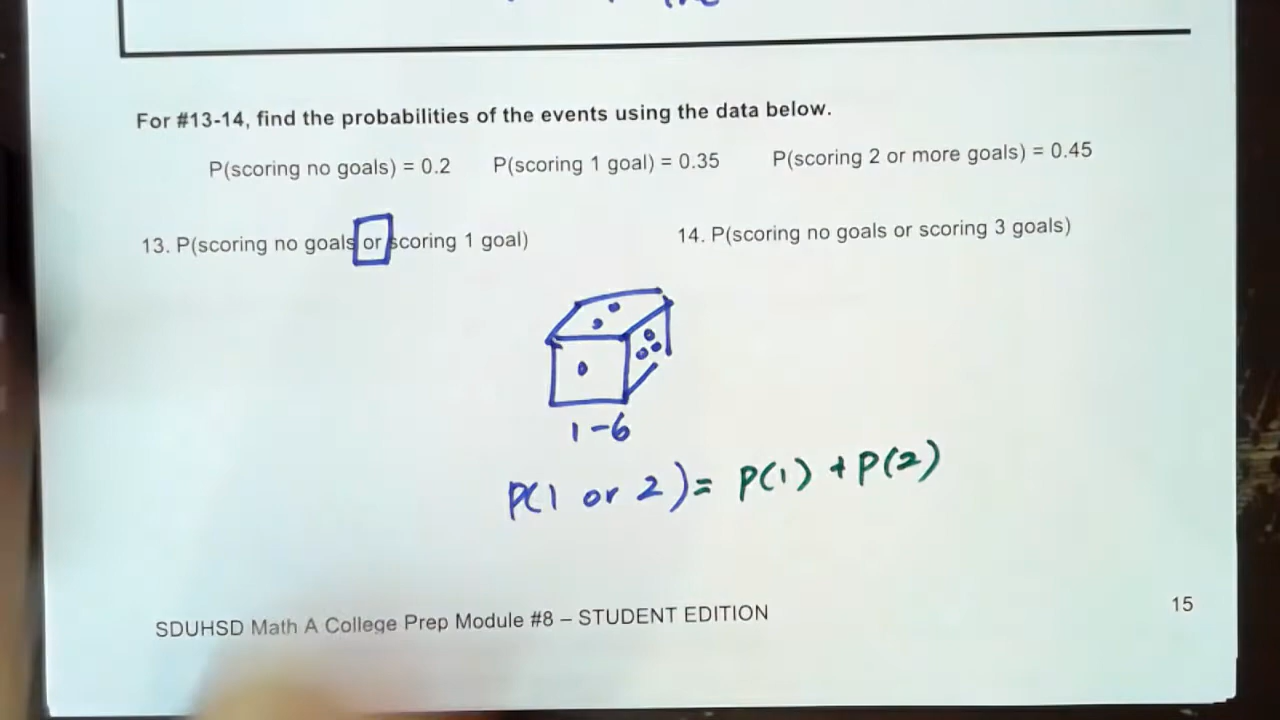 For #13-14, find the probabilities of the events using the data below.
P(scoring no goals) = 0.2 P(scoring 1 goal) = 0.35 P(scoring 2 or more goals) = 0.45
13. P(scoring no goals or scoring 1 goal) 14. P(scoring no goals or scoring 3 goals)
1-6
P(1 or 2) = P(1) + P(2)
SDUHSD Math A College Prep Module #8 – STUDENT EDITION 15